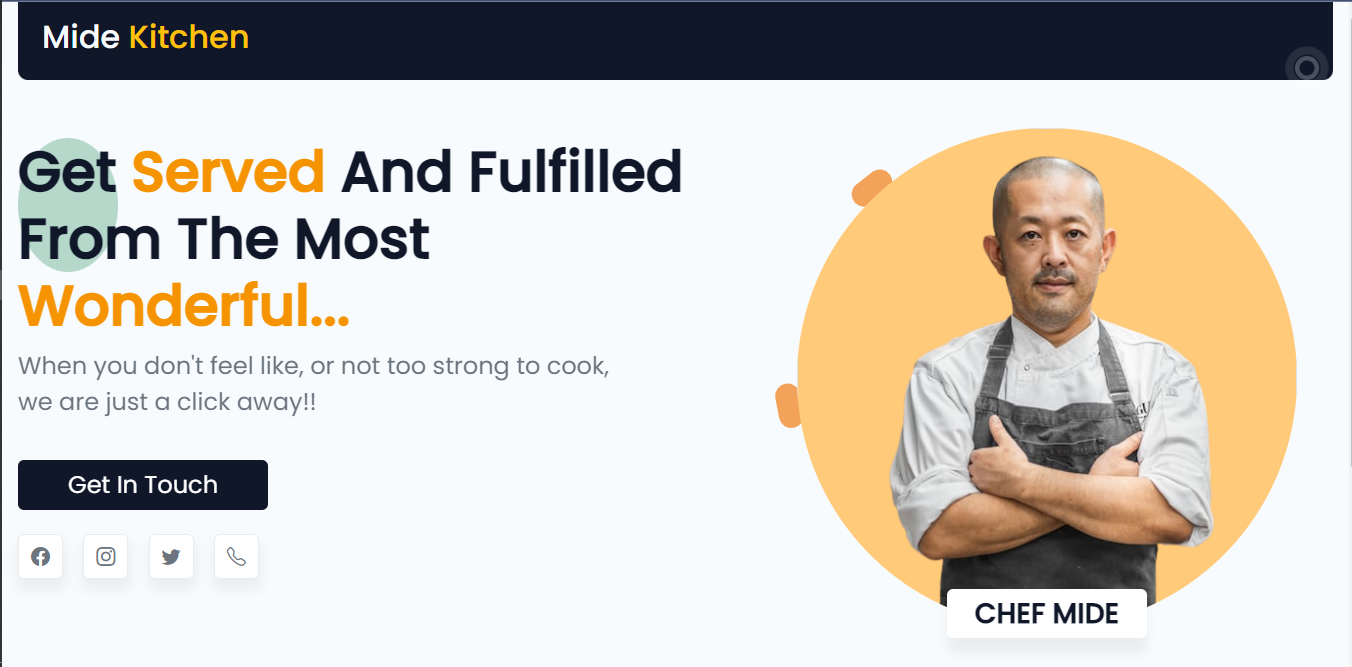 Mide Kitchen
Get Served And Fulfilled
From The Most
Wonderful...
When you don't feel like, or not too strong to cook,
we are just a click away!!
Get In Touch
CHEF MIDE